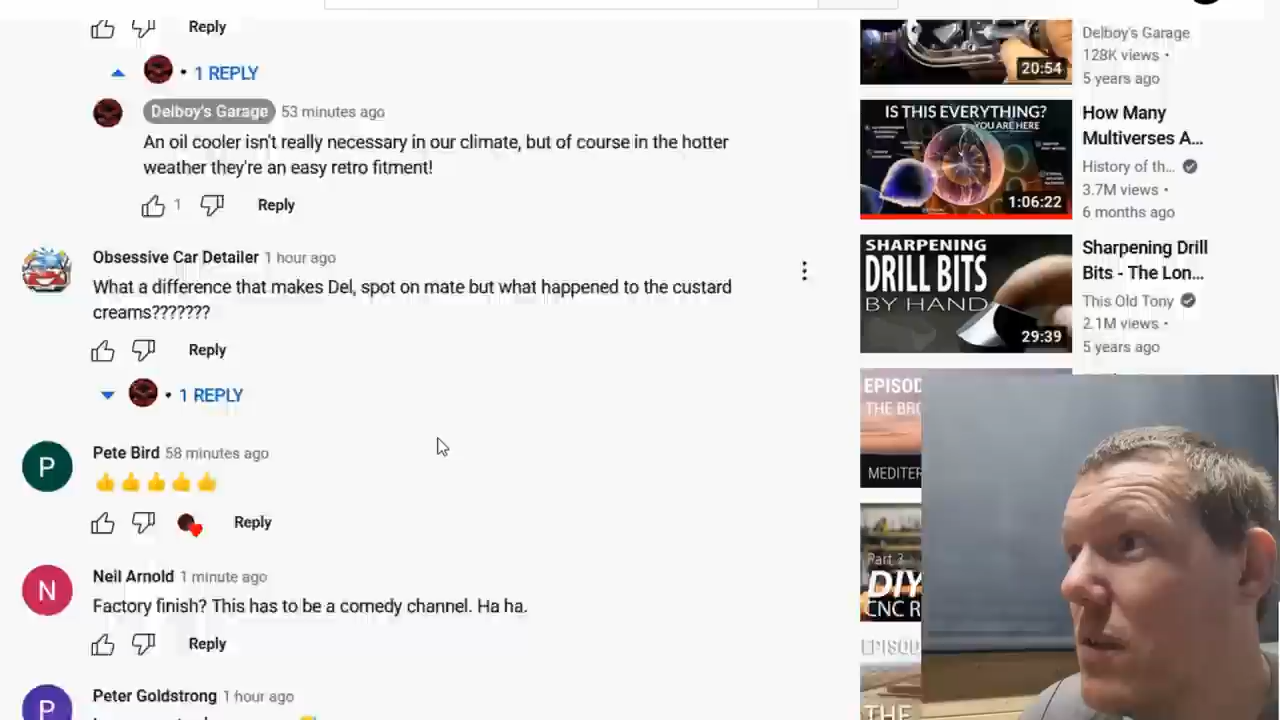 Reply
1 REPLY
Delboy's Garage 53 minutes ago
An oil cooler isn't really necessary in our climate, but of course in the hotter
weather they're an easy retro fitment!
1 Reply
Obsessive Car Detailer 1 hour ago
What a difference that makes Del, spot on mate but what happened to the custard
creams???????
Reply
1 REPLY
P
Pete Bird 58 minutes ago
Reply
N
Neil Arnold 1 minute ago
Factory finish? This has to be a comedy channel. Ha ha.
Reply
P
Peter Goldstrong 1 hour ago
20:54
Delboy's Garage
128K views •
5 years ago
IS THIS EVERYTHING?
YOU ARE HERE
1:06:22
How Many
Multiverses A...
History of th...
3.7M views •
6 months ago
SHARPENING
DRILL BITS
BY HAND
29:39
Sharpening Drill
Bits - The Lon...
This Old Tony
2.1M views •
5 years ago
EPISOD
THE BRO
MEDITER
Part 3
DIY
CNC R
EPISOD
THE